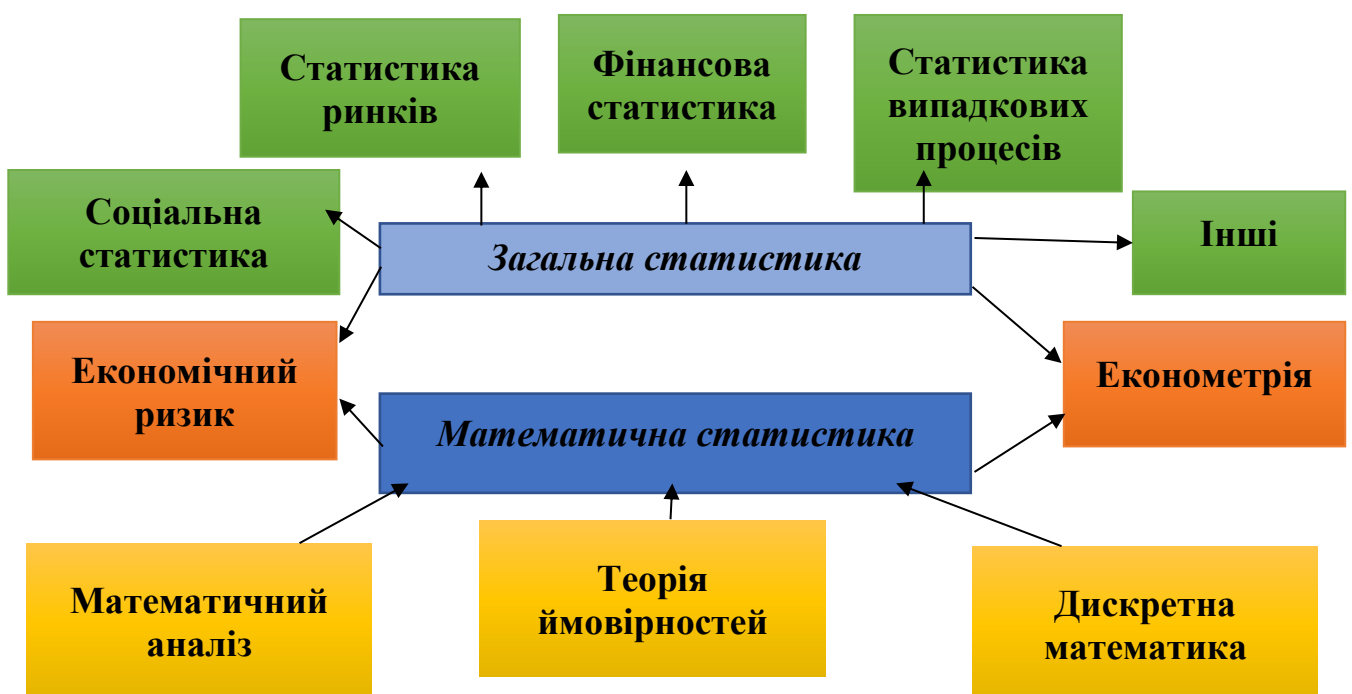 Статистика
ринків
Фінансова
статистика
Статистика
випадкових
процесів
Соціальна
статистика
Загальна статистика
Інші
Економічний
ризик
Математична статистика
Економетрія
Математичний
аналіз
Теорія
ймовірностей
Дискретна
математика